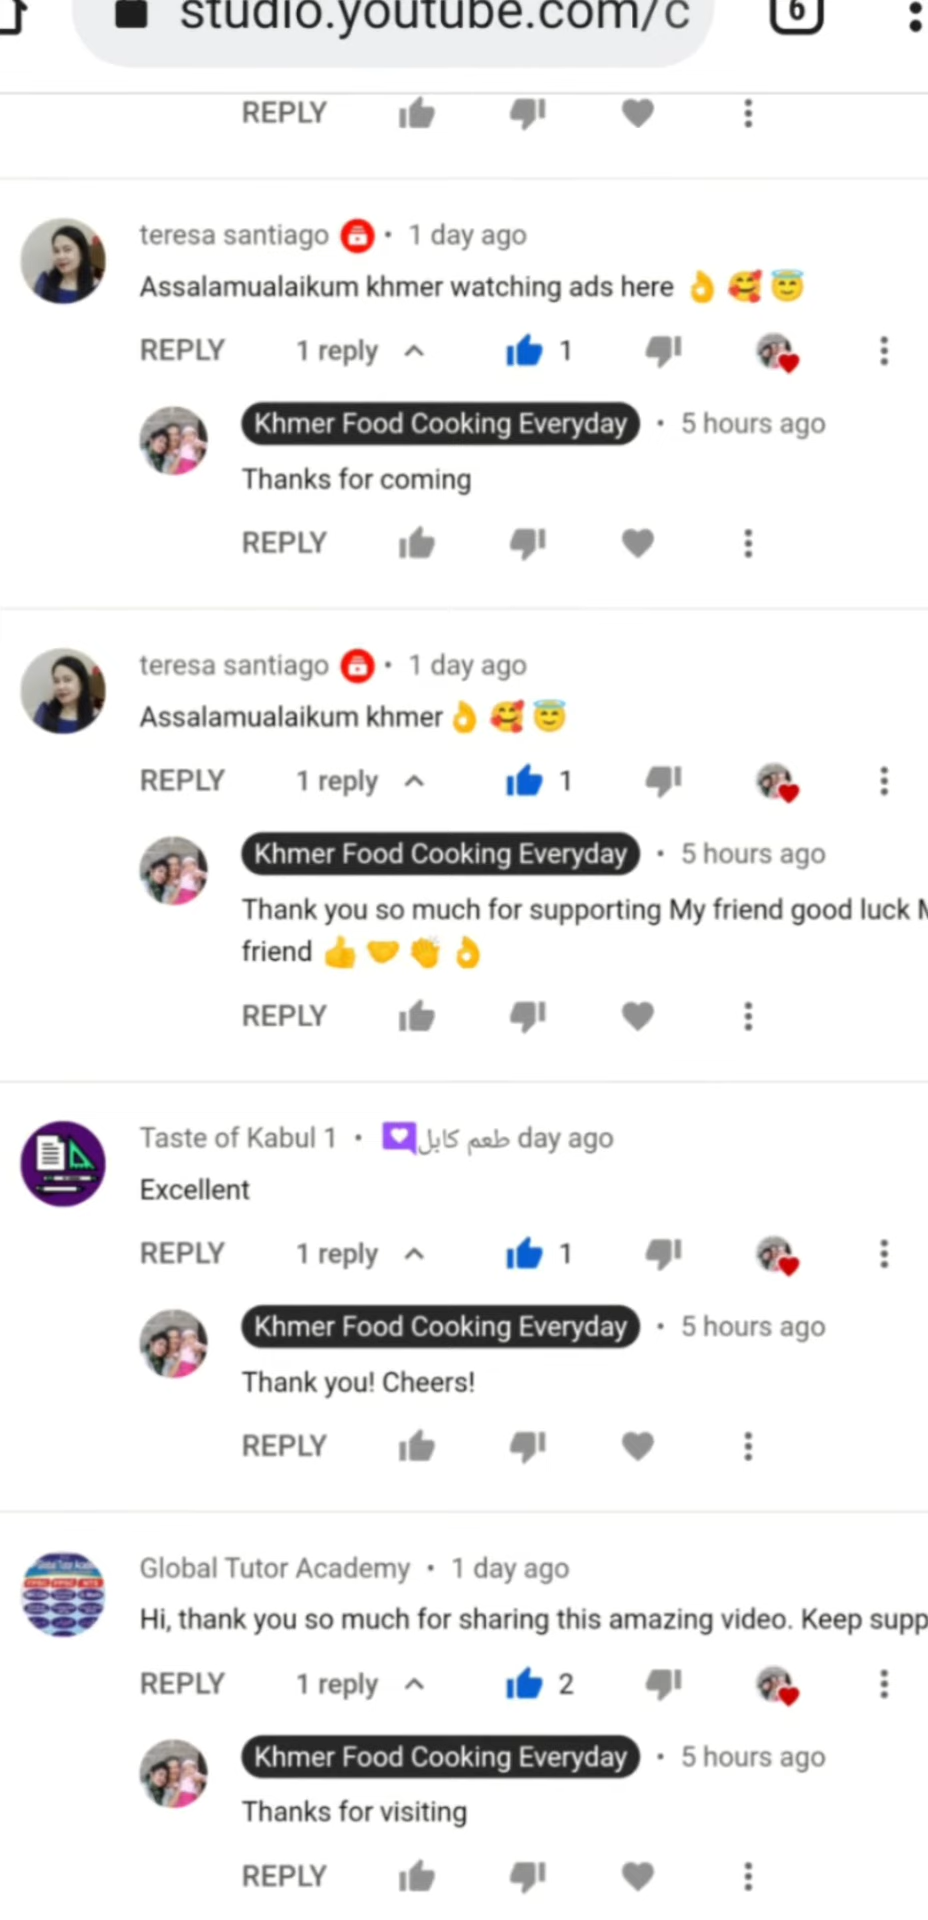 studio.youtube.com/c
6
REPLY
teresa santiago • 1 day ago
Assalamualaikum khmer watching ads here 👌 🥰 😇
REPLY 1 reply 1
Khmer Food Cooking Everyday • 5 hours ago
Thanks for coming
REPLY
teresa santiago • 1 day ago
Assalamualaikum khmer 👌 🥰 😇
REPLY 1 reply 1
Khmer Food Cooking Everyday • 5 hours ago
Thank you so much for supporting My friend good luck M
friend 👍 🤝 👏 👌
REPLY
Taste of Kabul 1 • 💟طعم کابل day ago
Excellent
REPLY 1 reply 1
Khmer Food Cooking Everyday • 5 hours ago
Thank you! Cheers!
REPLY
Global Tutor Academy • 1 day ago
Hi, thank you so much for sharing this amazing video. Keep supp
REPLY 1 reply 2
Khmer Food Cooking Everyday • 5 hours ago
Thanks for visiting
REPLY